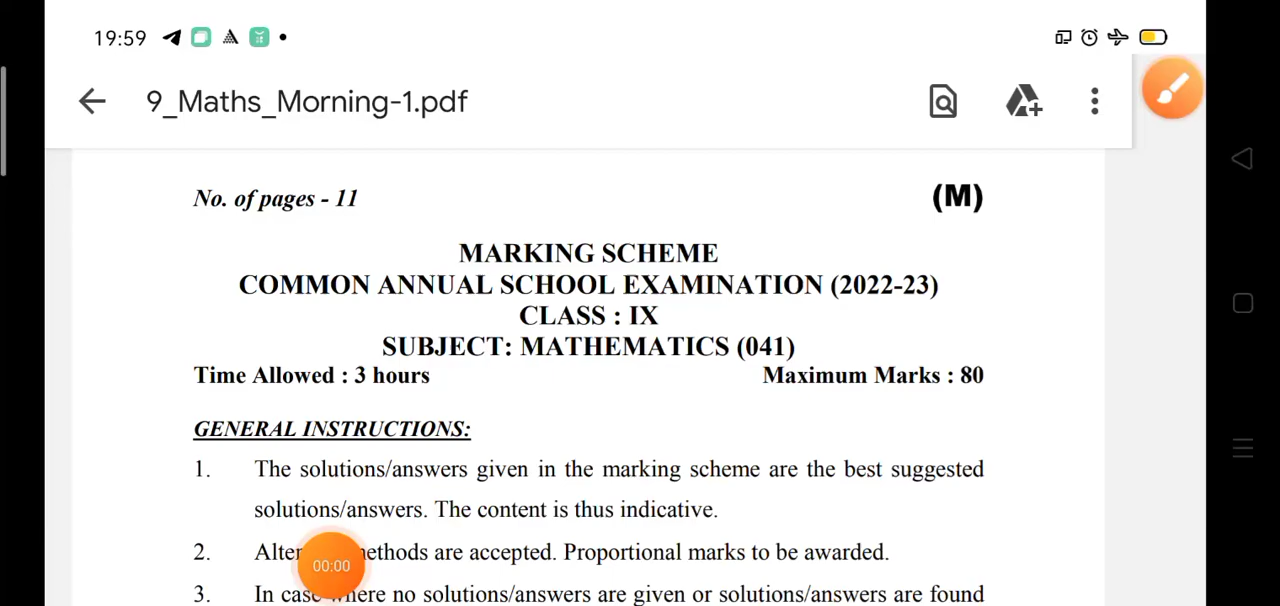 19:59
9_Maths_Morning-1.pdf
No. of pages - 11
(M)
MARKING SCHEME
COMMON ANNUAL SCHOOL EXAMINATION (2022-23)
CLASS : IX
SUBJECT: MATHEMATICS (041)
Time Allowed : 3 hours Maximum Marks : 80
GENERAL INSTRUCTIONS:
1. The solutions/answers given in the marking scheme are the best suggested
solutions/answers. The content is thus indicative.
2. are accepted. Proportional marks to be awarded.
00:00
3. In case where no solutions/answers are given or solutions/answers are found